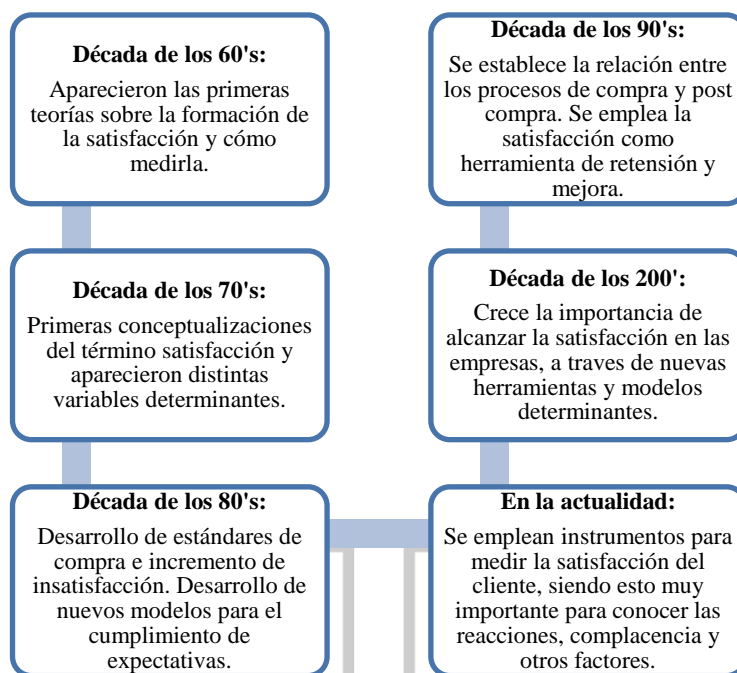 Década de los 60's:
Aparecieron las primeras
teorías sobre la formación de
la satisfacción y cómo
medirla.
Década de los 70's:
Primeras conceptualizaciones
del término satisfacción y
aparecieron distintas
variables determinantes.
Década de los 80's:
Desarrollo de estándares de
compra e incremento de
insatisfacción. Desarrollo de
nuevos modelos para el
cumplimiento de
expectativas.
Década de los 90's:
Se establece la relación entre
los procesos de compra y post
compra. Se emplea la
satisfacción como
herramienta de retensión y
mejora.
Década de los 200':
Crece la importancia de
alcanzar la satisfacción en las
empresas, a traves de nuevas
herramientas y modelos
determinantes.
En la actualidad:
Se emplean instrumentos para
medir la satisfacción del
cliente, siendo esto muy
importante para conocer las
reacciones, complacencia y
otros factores.